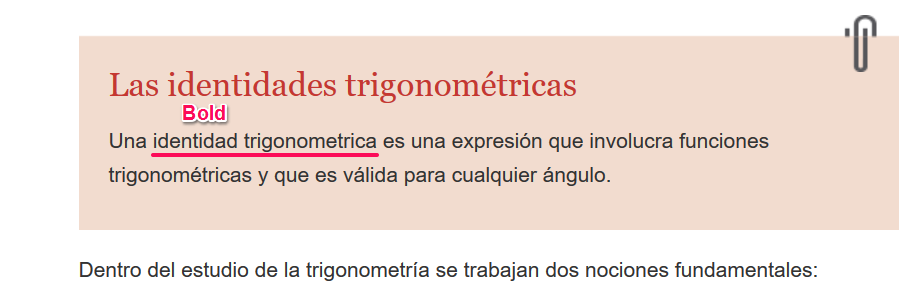 Las identidades trigonométricas
Bold
Una identidad trigonometrica es una expresión que involucra funciones
trigonométricas y que es válida para cualquier ángulo.
Dentro del estudio de la trigonometría se trabajan dos nociones fundamentales: